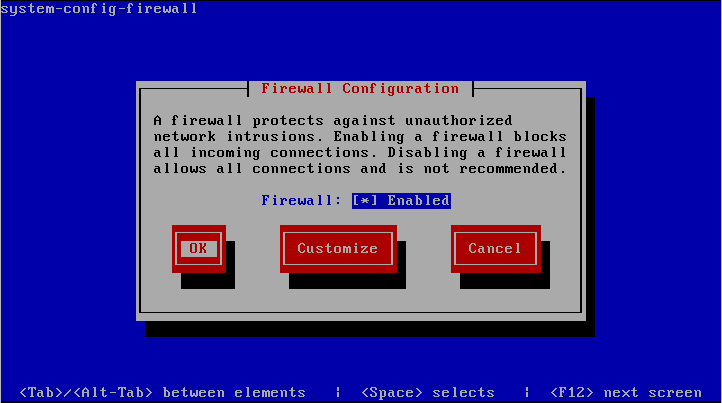 system-config-firewall
Firewall Configuration
A firewall protects against unauthorized
network intrusions. Enabling a firewall blocks
all incoming connections. Disabling a firewall
allows all connections and is not recommended.
Firewall: [*] Enabled
OK Customize Cancel
<Tab>/<Alt-Tab> between elements | <Space> selects | <F12> next screen